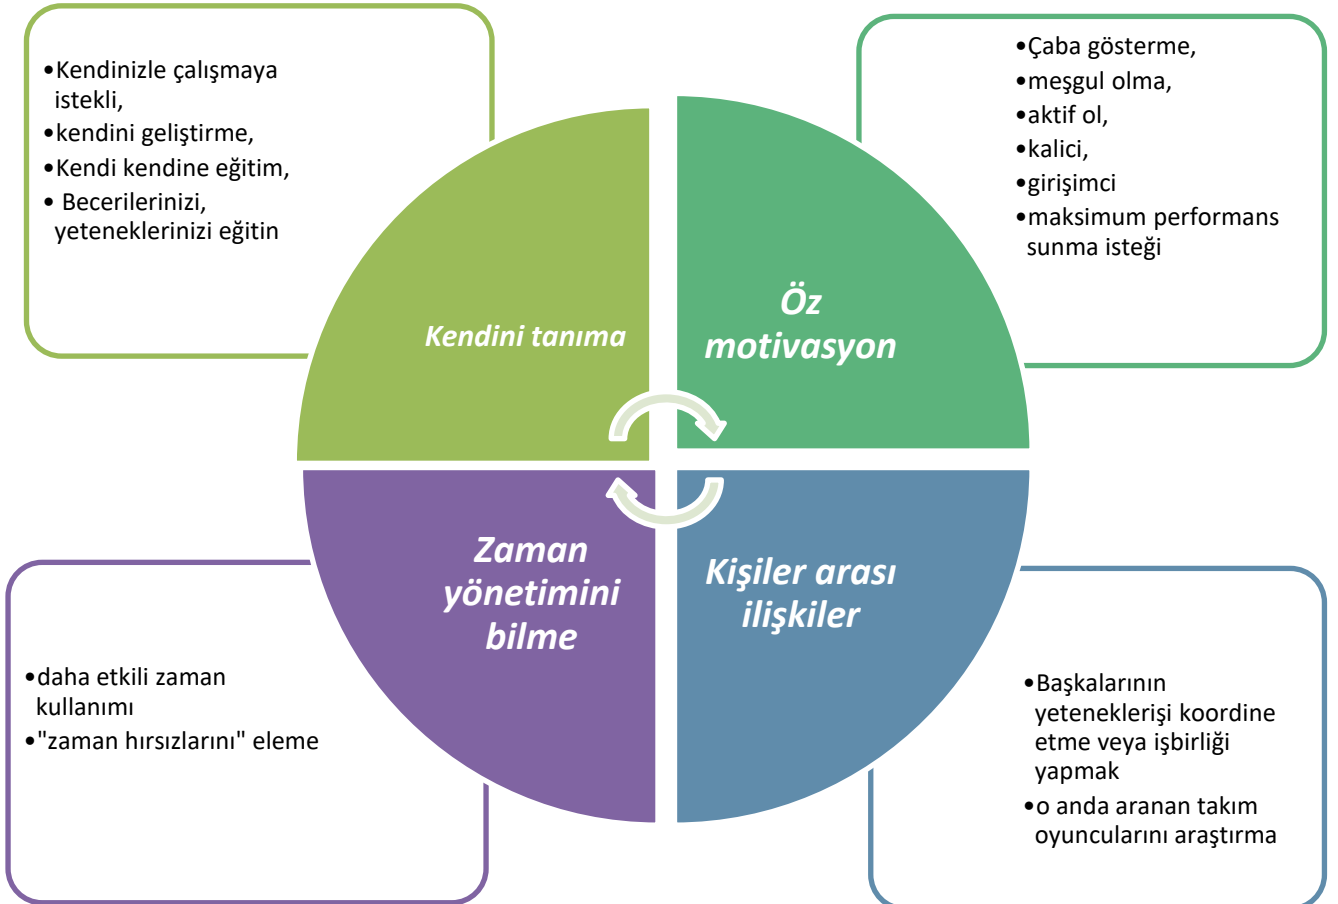 •Kendinizle çalışmaya
istekli,
•kendini geliştirme,
•Kendi kendine eğitim,
• Becerilerinizi,
yeteneklerinizi eğitin
•Çaba gösterme,
•meşgul olma,
•aktif ol,
•kalici,
•girişimci
•maksimum performans
sunma isteği
Kendini tanıma
Öz
motivasyon
Zaman
yönetimini
bilme
Kişiler arası
ilişkiler
•daha etkili zaman
kullanımı
•"zaman hırsızlarını" eleme
•Başkalarının
yeteneklerişi koordine
etme veya işbirliği
yapmak
•o anda aranan takım
oyuncularını araştırma